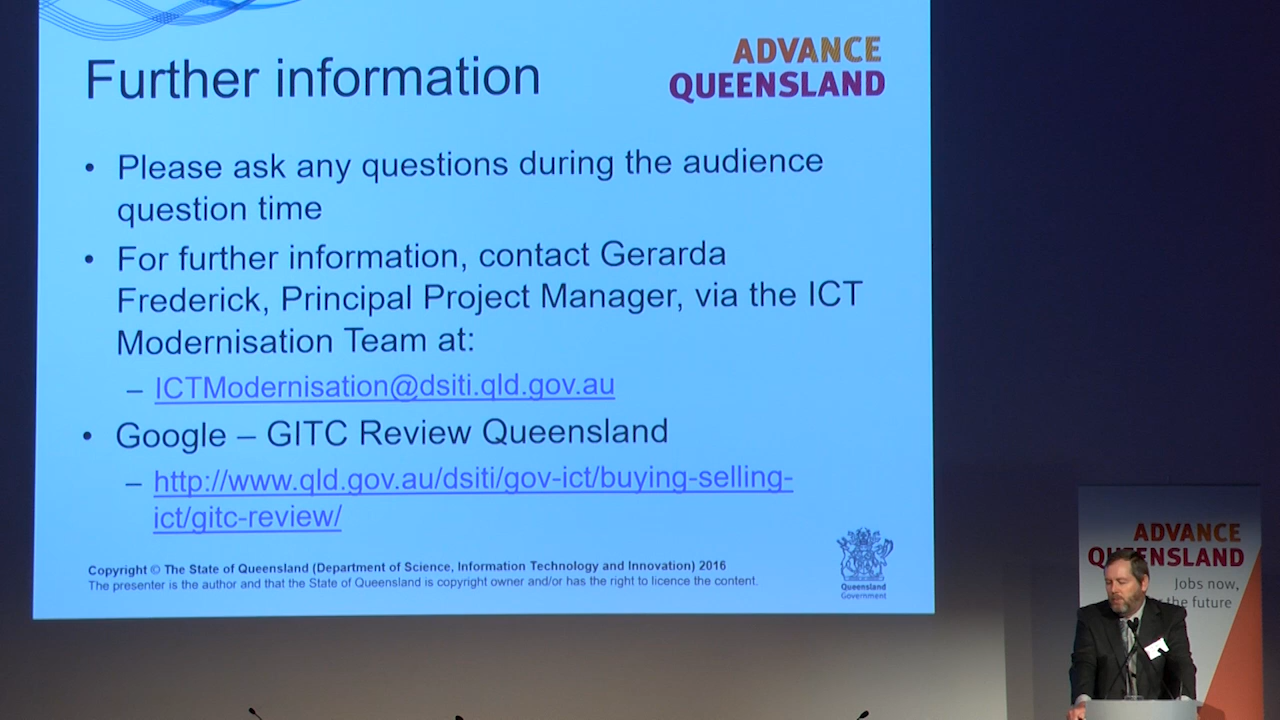 Further information
ADVANCE
QUEENSLAND
• Please ask any questions during the audience
question time
• For further information, contact Gerarda
Frederick, Principal Project Manager, via the ICT
Modernisation Team at:
– ICTModernisation@dsiti.qld.gov.au
• Google – GITC Review Queensland
– http://www.qld.gov.au/dsiti/gov-ict/buying-selling-
ict/gitc-review/
Copyright © The State of Queensland (Department of Science, Information Technology and Innovation) 2016
The presenter is the author and that the State of Queensland is copyright owner and/or has the right to licence the content.
Queensland
Government
ADVANCE
QUEENSLAND
Jobs now,
the future